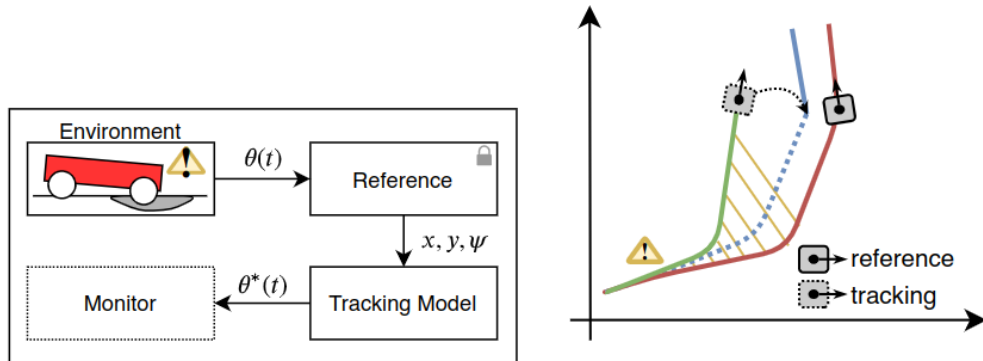 Environment
!
θ(t)
Reference
x, y, ψ
Monitor
θ*(t)
Tracking Model
!
reference
tracking